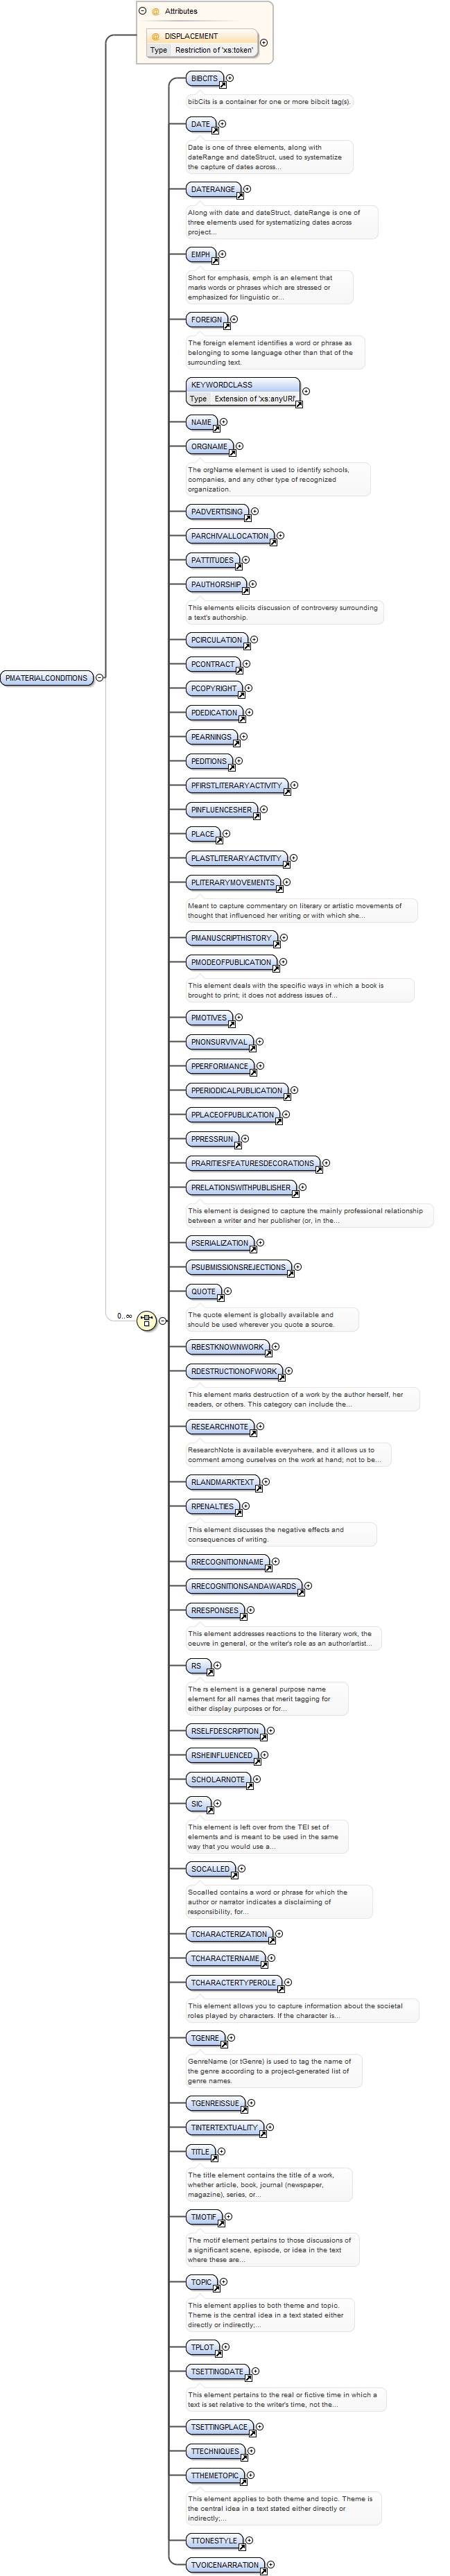 Attributes
DISPLACEMENT
Type Restriction of 'xs:token'
BIBCITS
bibCits is a container for one or more bibcit tag(s).
DATE
Date is one of three elements, along with
dateRange and dateStruct, used to systematize
the capture of dates across...
DATERANGE
Along with date and dateStruct, dateRange is one of
three elements used for systematizing dates across
project...
EMPH
Short for emphasis, emph is an element that
marks words or phrases which are stressed or
emphasized for linguistic or...
FOREIGN
The foreign element identifies a word or phrase as
belonging to some language other than that of the
surrounding text.
KEYWORDCLASS
Type Extension of 'xs:anyURI'
NAME
ORGNAME
The orgName element is used to identify schools,
companies, and any other type of recognized
organization.
PADVERTISING
PARCHIVALLOCATION
PATTITUDES
PAUTHORSHIP
This elements elicits discussion of controversy surrounding
a text's authorship.
PCIRCULATION
PCONTRACT
PMATERIALCONDITIONS
PCOPYRIGHT
PDEDICATION
PEARNINGS
PEDITIONS
PFIRSTLITERARYACTIVITY
PINFLUENCESHER
PLACE
PLASTLITERARYACTIVITY
PLITERARYMOVEMENTS
Meant to capture commentary on literary or artistic movements of
thought that influenced her writing or with which she...
PMANUSCRIPTHISTORY
PMODEOFPUBLICATION
This element deals with the specific ways in which a book is
brought to print; it does not address issues of...
PMOTIVES
PNONSURVIVAL
PPERFORMANCE
PPERIODICALPUBLICATION
PPLACEOFPUBLICATION
PPRESSRUN
PRARITIESFEATURESDECORATIONS
PRELATIONSWITHPUBLISHER
This element is designed to capture the mainly professional relationship
between a writer and her publisher (or, in the...
PSERIALIZATION
PSUBMISSIONSREJECTIONS
QUOTE
0..∞
The quote element is globally available and
should be used wherever you quote a source.
RBESTKNOWNWORK
RDESTRUCTIONOFWORK
This element marks destruction of a work by the author herself, her
readers, or others. This category can include the...
RESEARCHNOTE
ResearchNote is available everywhere, and it allows us to
comment among ourselves on the work at hand; not to be...
RLANDMARKTEXT
RPENALTIES
This element discusses the negative effects and
consequences of writing.
RRECOGNITIONNAME
RRECOGNITIONSANDAWARDS
RRESPONSES
This element addresses reactions to the literary work, the
oeuvre in general, or the writer's role as an author/artist...
RS
The rs element is a general purpose name
element for all names that merit tagging for
either display purposes or for...
RSELFDESCRIPTION
RSHEINFLUENCED
SCHOLARNOTE
SIC
This element is left over from the TEI set of
elements and is meant to be used in the same
way that you would use a...
SOCALLED
Socalled contains a word or phrase for which the
author or narrator indicates a disclaiming of
responsibility, for...
TCHARACTERIZATION
TCHARACTERNAME
TCHARACTERTYPEROLE
This element allows you to capture information about the societal
roles played by characters. If the character is...
TGENRE
GenreName (or tGenre) is used to tag the name of
the genre according to a project-generated list of
genre names.
TGENREISSUE
TINTERTEXTUALITY
TITLE
The title element contains the title of a work,
whether article, book, journal (newspaper,
magazine), series, or...
TMOTIF
The motif element pertains to those discussions of
a significant scene, episode, or idea in the text
where these are...
TOPIC
This element applies to both theme and topic.
Theme is the central idea in a text stated either
directly or indirectly;...
TPLOT
TSETTINGDATE
This element pertains to the real or fictive time in which a
text is set relative to the writer's time, not the...
TSETTINGPLACE
TTECHNIQUES
TTHEMETOPIC
This element applies to both theme and topic. Theme is
the central idea in a text stated either directly or
indirectly;...
TTONESTYLE
TVOICENARRATION